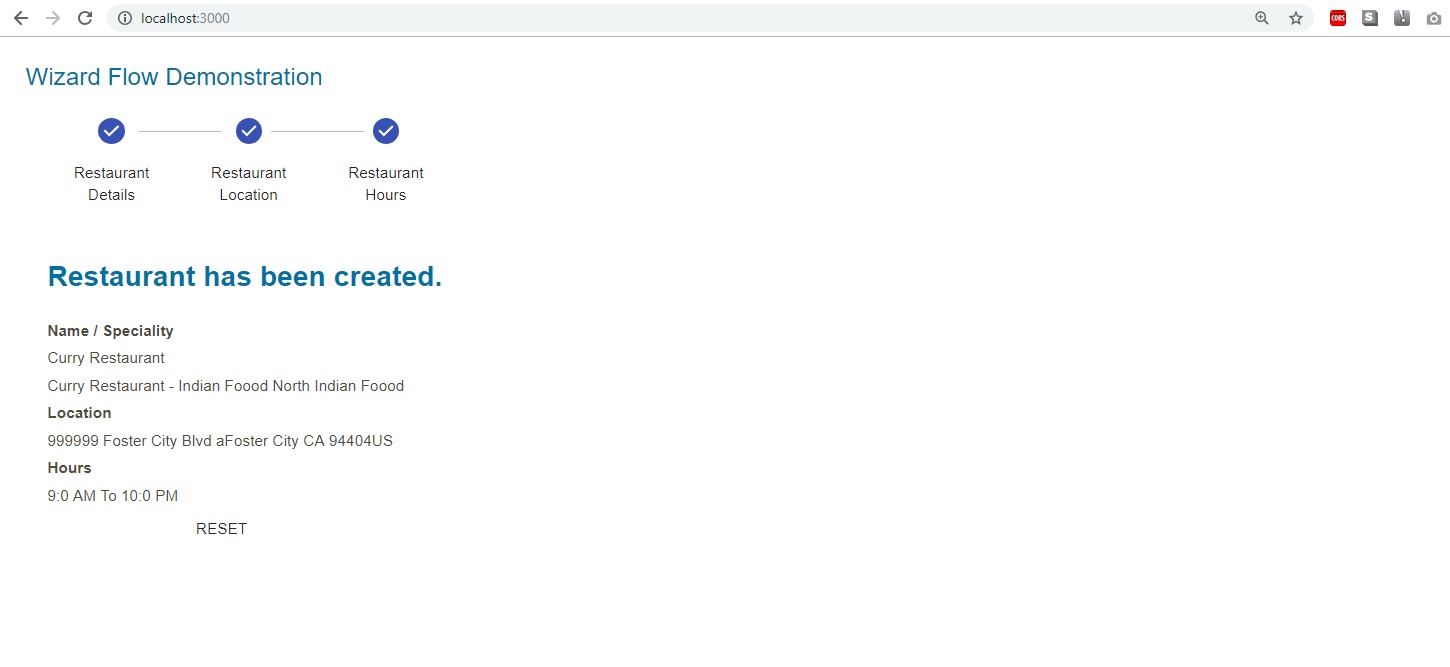 localhost:3000
CORS
S
Wizard Flow Demonstration
Restaurant Details
Restaurant Location
Restaurant Hours
Restaurant has been created.
Name / Speciality
Curry Restaurant
Curry Restaurant - Indian Foood North Indian Foood
Location
999999 Foster City Blvd aFoster City CA 94404US
Hours
9:0 AM To 10:0 PM
RESET